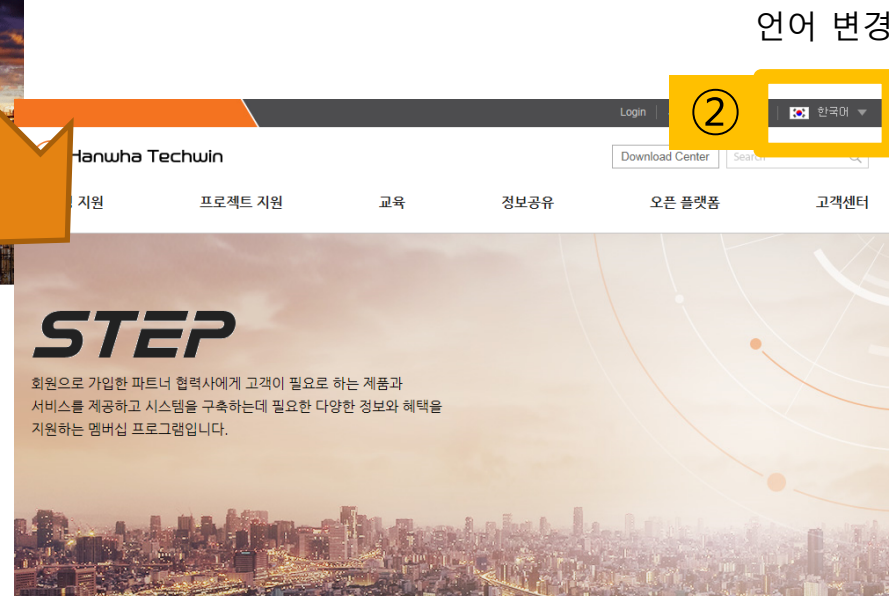 언어 변경
Login
②
한국어
Hanwha Techwin
Download Center
Search
지원
프로젝트 지원
교육
정보공유
오픈 플랫폼
고객센터
STEP
회원으로 가입한 파트너 협력사에게 고객이 필요로 하는 제품과
서비스를 제공하고 시스템을 구축하는데 필요한 다양한 정보와 혜택을
지원하는 멤버십 프로그램입니다.